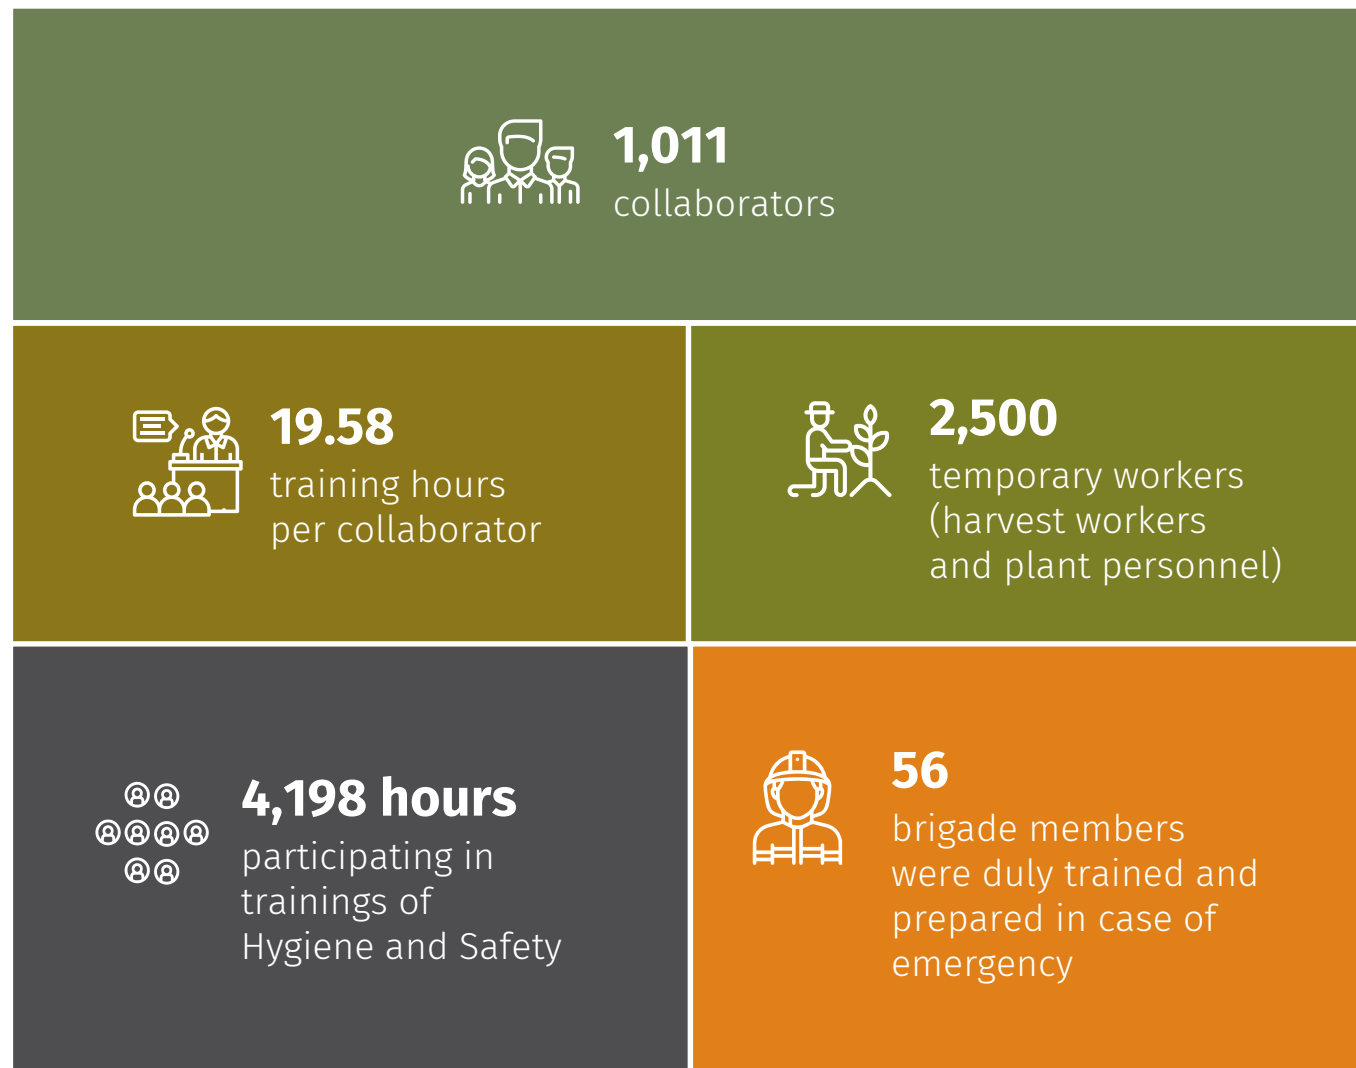 1,011
collaborators
19.58
training hours
per collaborator
2,500
temporary workers
(harvest workers
and plant personnel)
4,198 hours
participating in
trainings of
Hygiene and Safety
56
brigade members
were duly trained and
prepared in case of
emergency